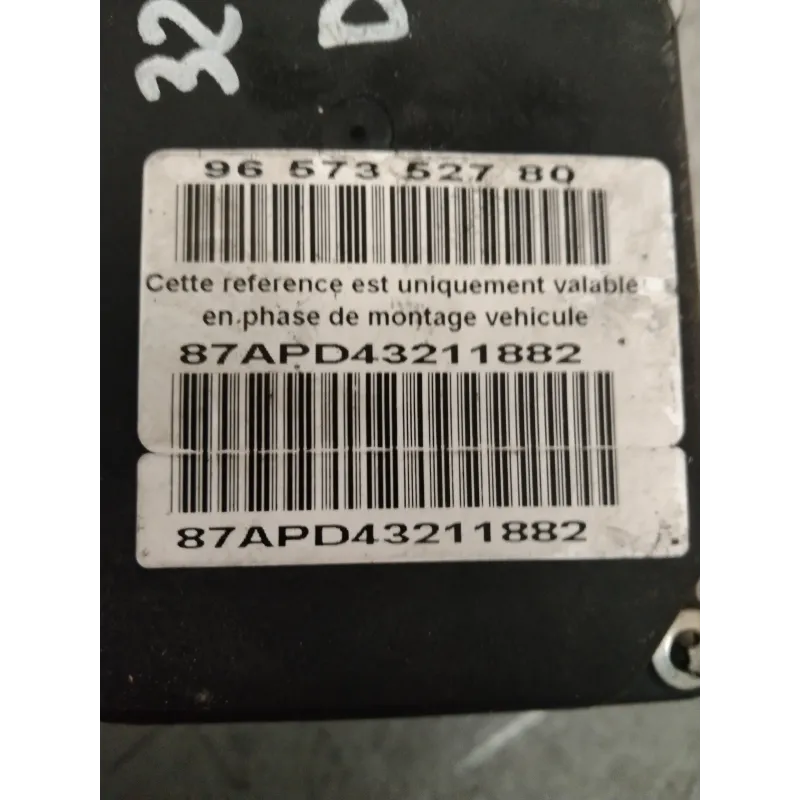 32 D
96 573 527 80
Cette reference est uniquement valable
en phase de montage vehicule
87APD43211882
87APD43211882